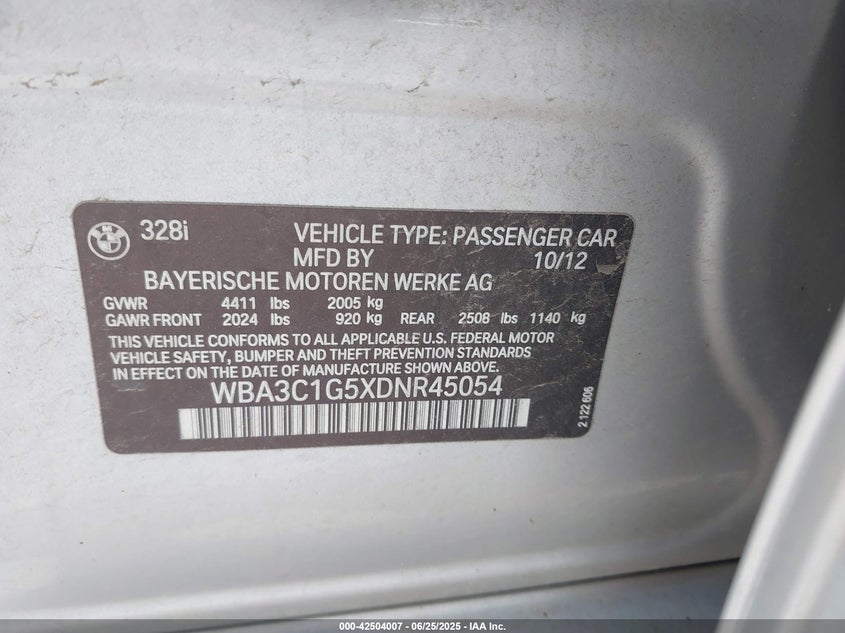 328i VEHICLE TYPE: PASSENGER CAR
MFD BY 10/12
BAYERISCHE MOTOREN WERKE AG
GVWR 4411 lbs 2005 kg
GAWR FRONT 2024 lbs 920 kg REAR 2508 lbs 1140 kg
THIS VEHICLE CONFORMS TO ALL APPLICABLE U.S. FEDERAL MOTOR
VEHICLE SAFETY, BUMPER AND THEFT PREVENTION STANDARDS
IN EFFECT ON THE DATE OF MANUFACTURE SHOWN ABOVE.
WBA3C1G5XDNR45054
2 122 606
000-42504007 - 06/25/2025 - IAA Inc.